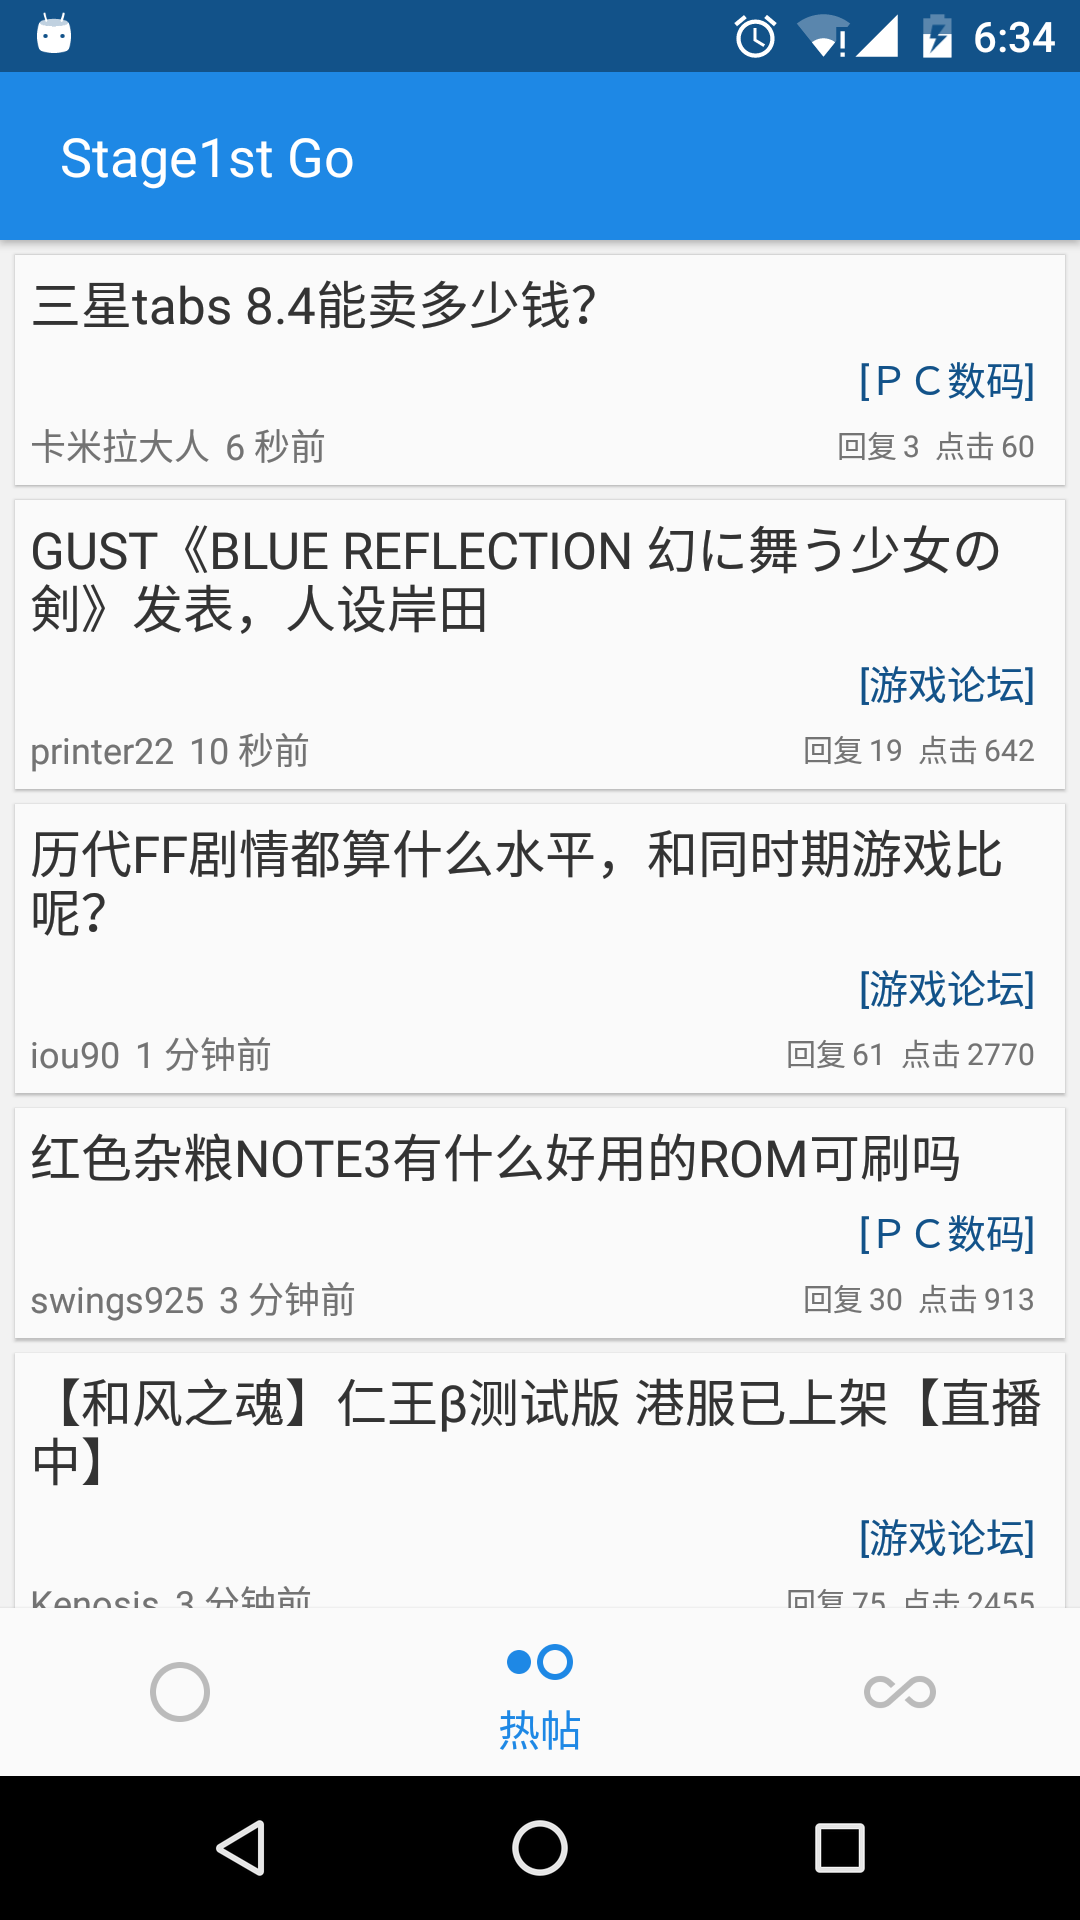 6:34
Stage1st Go
三星tabs 8.4能卖多少钱?
[ＰＣ数码]
卡米拉大人 6 秒前 回复 3 点击 60
GUST《BLUE REFLECTION 幻に舞う少女の
剣》发表，人设岸田
[游戏论坛]
printer22 10 秒前 回复 19 点击 642
历代FF剧情都算什么水平，和同时期游戏比
呢?
[游戏论坛]
iou90 1 分钟前 回复 61 点击 2770
红色杂粮NOTE3有什么好用的ROM可刷吗
[ＰＣ数码]
swings925 3 分钟前 回复 30 点击 913
【和风之魂】仁王β测试版 港服已上架【直播
中】
[游戏论坛]
Kenosis 3 分钟前 回复 75 点击 2455
热帖